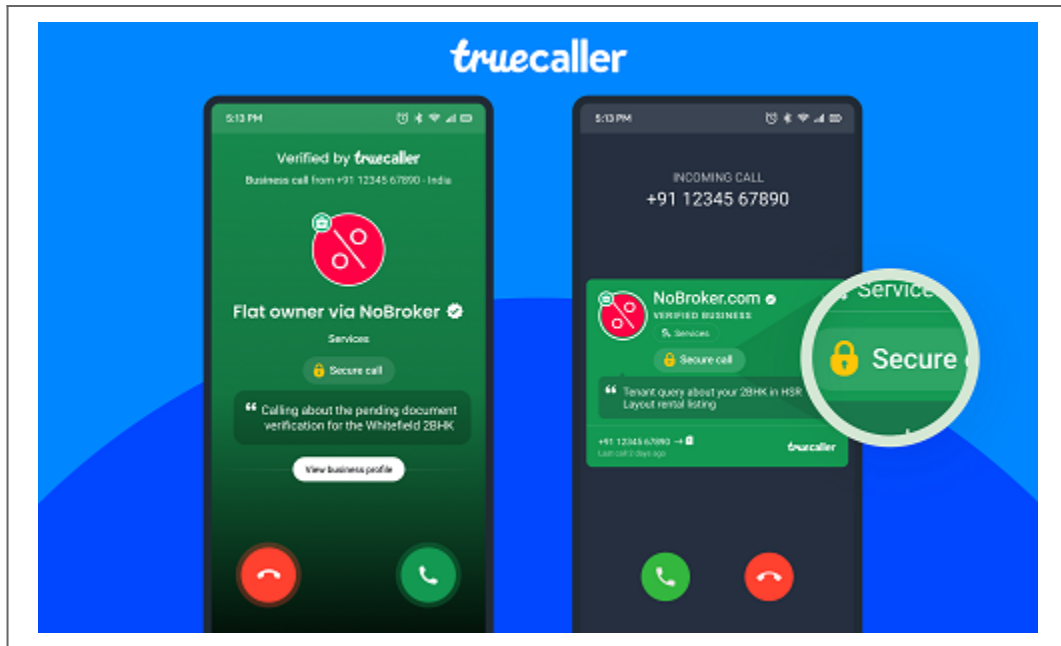 truecaller
5:13 PM
Verified by truecaller
Business call from +91 12345 67890 - India
Flat owner via NoBroker
Services
Secure call
“ Calling about the pending document
verification for the Whitefield 2BHK
View business profile
5:13 PM
INCOMING CALL
+91 12345 67890
NoBroker.com
VERIFIED BUSINESS
Services
Secure call
“ Tenant query about your 2BHK in HSR
Layout rental listing
+91 12345 67890
Last call 2 days ago
truecaller
Service
Secure